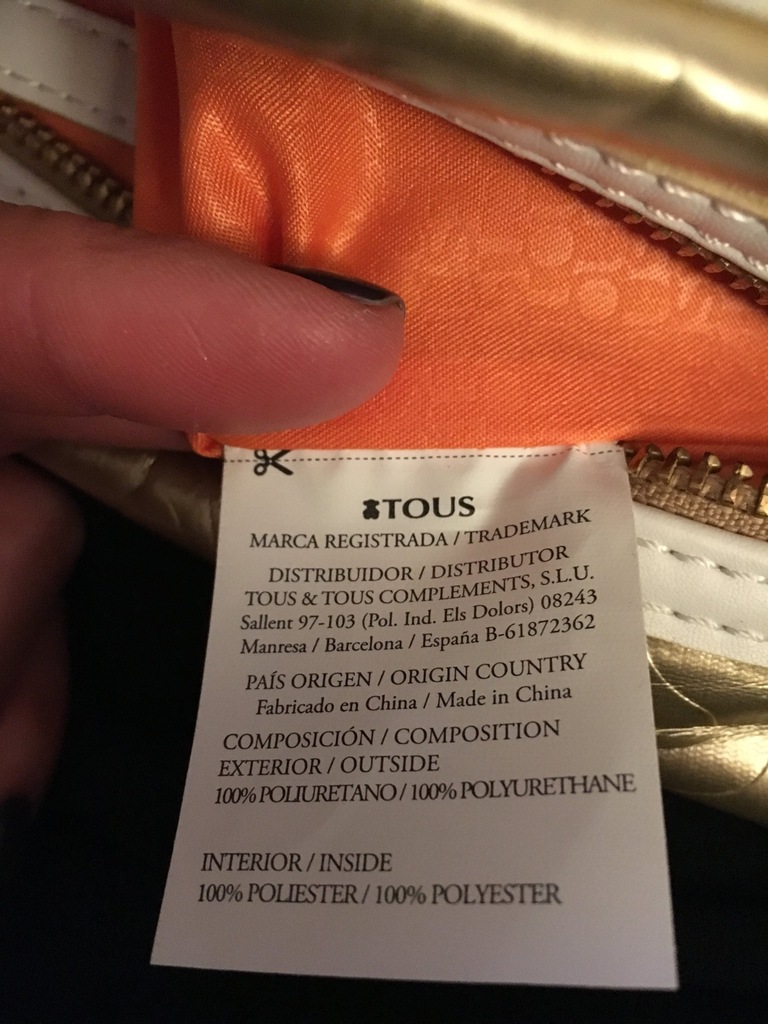 TOUS
MARCA REGISTRADA / TRADEMARK
DISTRIBUIDOR / DISTRIBUTOR
TOUS & TOUS COMPLEMENTS, S.L.U.
Sallent 97-103 (Pol. Ind. Els Dolors) 08243
Manresa / Barcelona / España B-61872362
PAÍS ORIGEN / ORIGIN COUNTRY
Fabricado en China / Made in China
COMPOSICIÓN / COMPOSITION
EXTERIOR / OUTSIDE
100% POLIURETANO / 100% POLYURETHANE
INTERIOR / INSIDE
100% POLIESTER / 100% POLYESTER